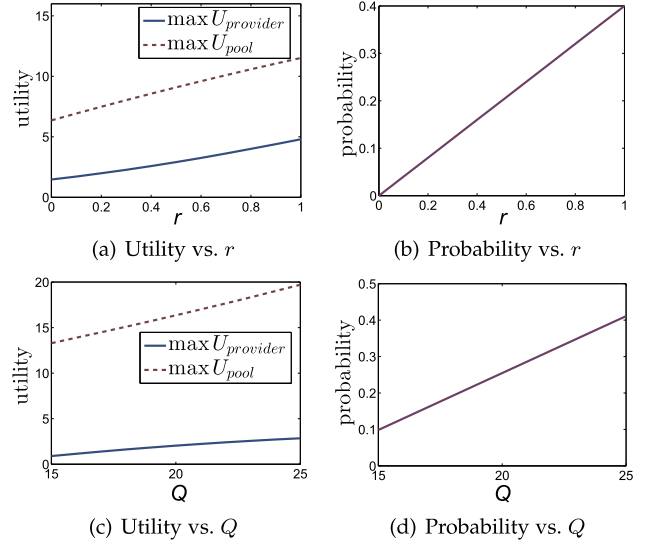 max U_provider
max U_pool
utility
15
10
5
0
0 0.2 0.4 0.6 0.8 1
r
(a) Utility vs. r
probability
0.4
0.3
0.2
0.1
0
0 0.2 0.4 0.6 0.8 1
r
(b) Probability vs. r
utility
20
15
10
5
0
max U_provider
max U_pool
15 20 25
Q
(c) Utility vs. Q
probability
0.5
0.4
0.3
0.2
0.1
0
15 20 25
Q
(d) Probability vs. Q